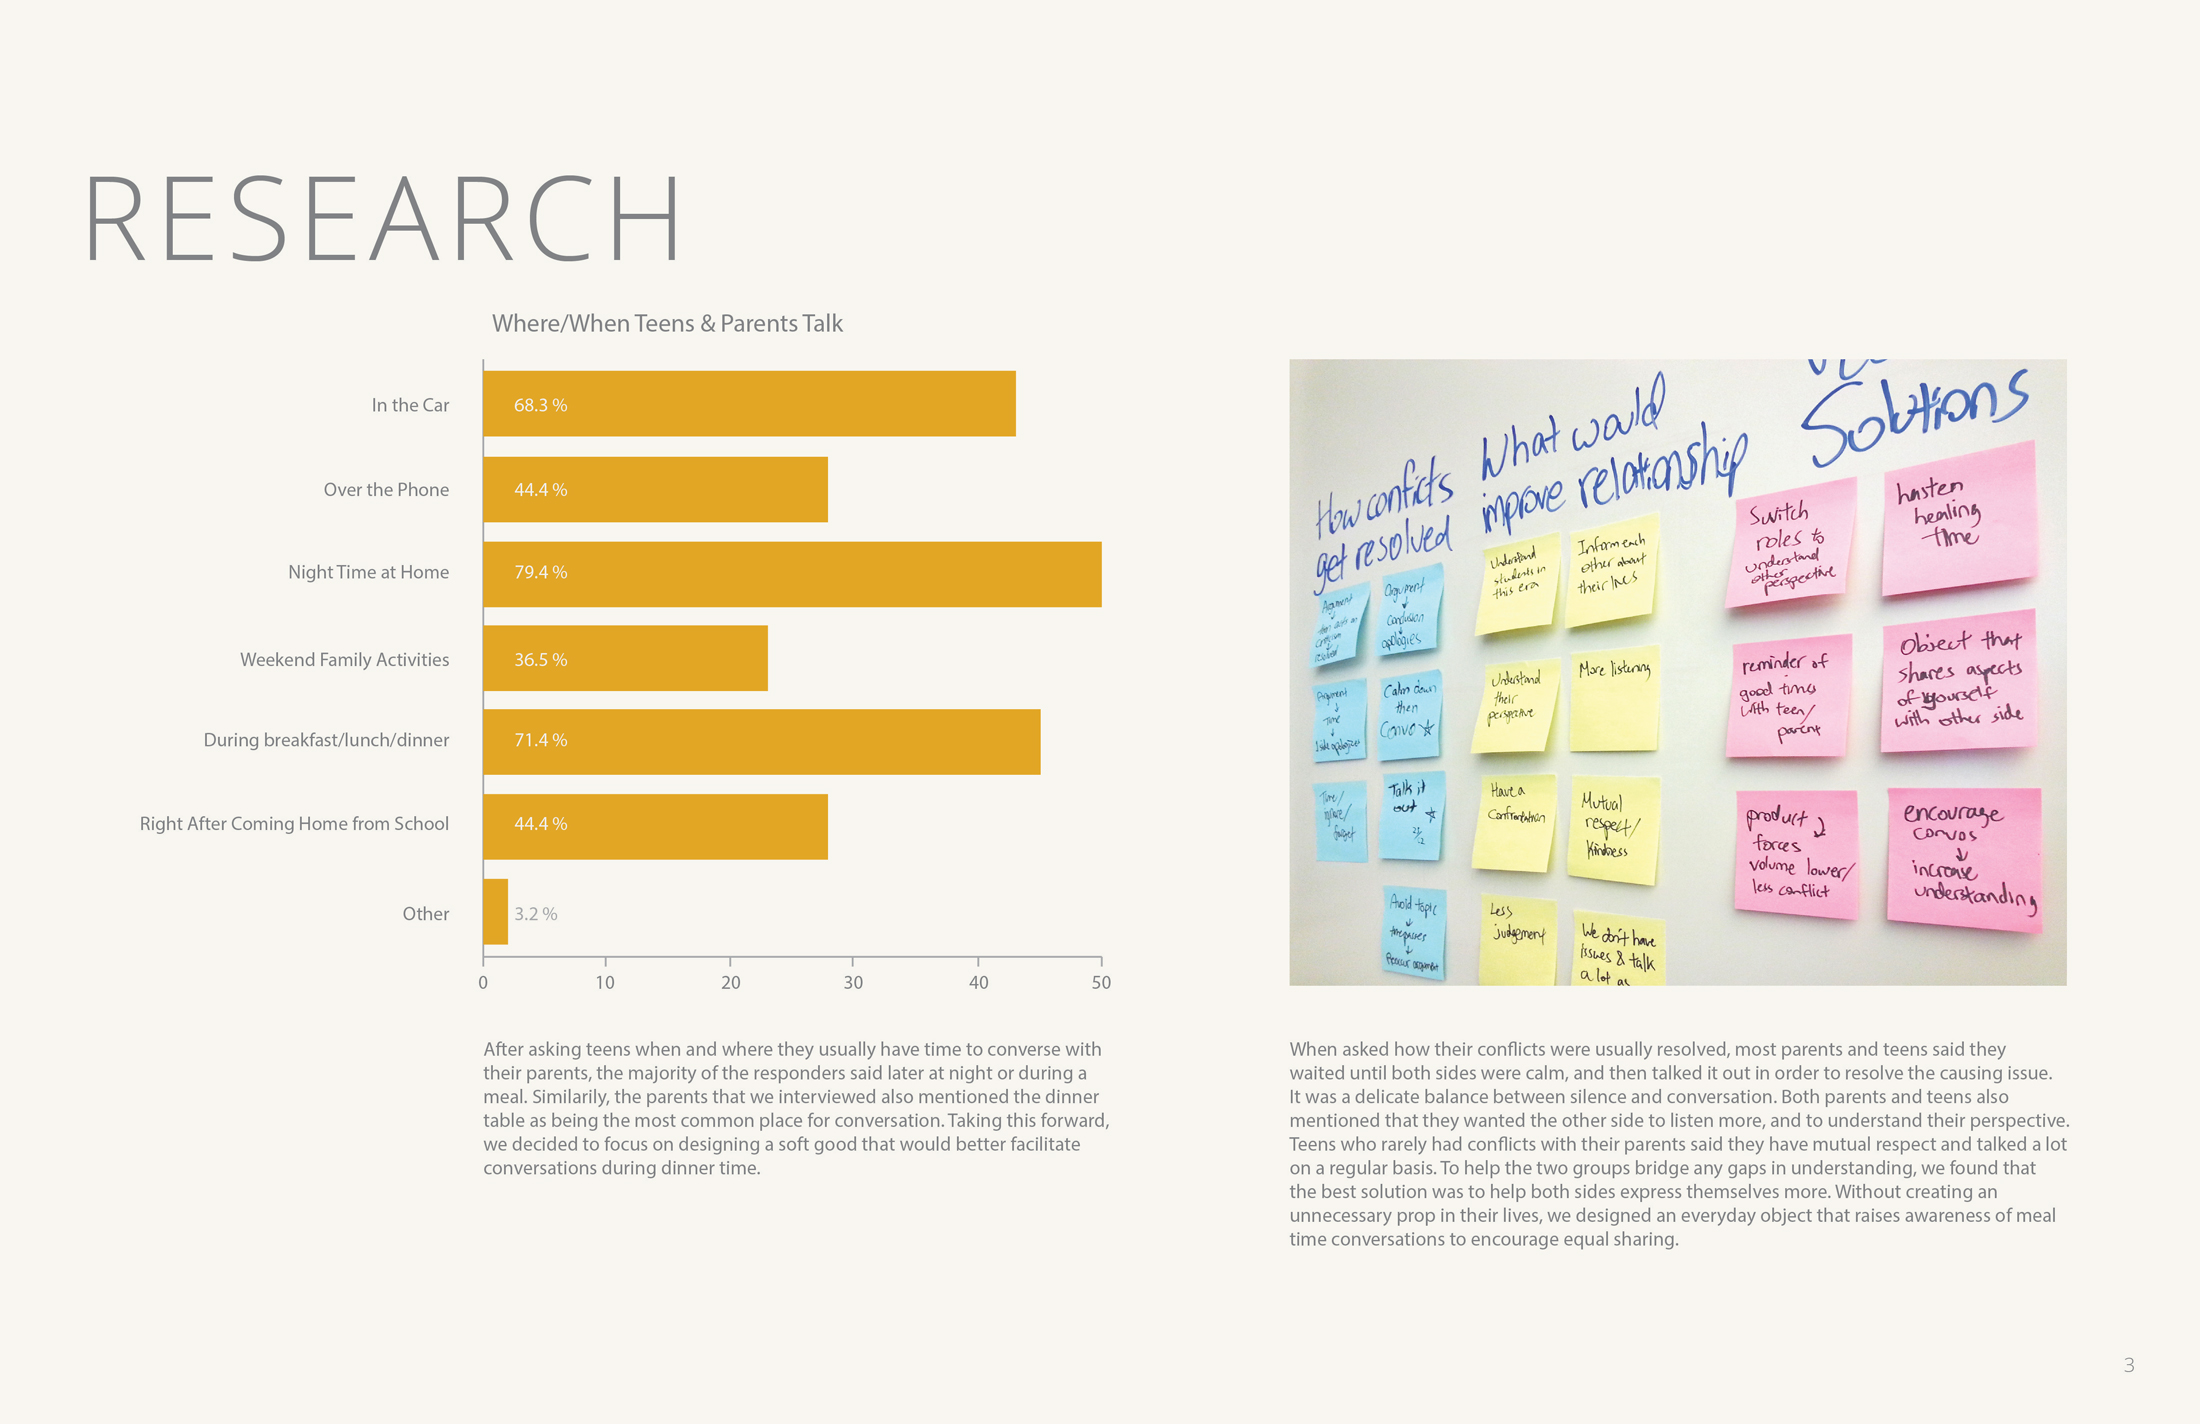 RESEARCH
Where/When Teens & Parents Talk
In the Car
68.3 %
Over the Phone
44.4 %
Night Time at Home
79.4 %
Weekend Family Activities
36.5 %
During breakfast/lunch/dinner
71.4 %
Right After Coming Home from School
44.4 %
Other
3.2 %
0 10 20 30 40 50
After asking teens when and where they usually have time to converse with
their parents, the majority of the responders said later at night or during a
meal. Similarily, the parents that we interviewed also mentioned the dinner
table as being the most common place for conversation. Taking this forward,
we decided to focus on designing a soft good that would better facilitate
conversations during dinner time.
How conficts
get resolved
Argument
then
resolved
Argument
Conclusion
apologies
Argument
Time
1 side apologizes
Calm down
then
Convo
Time/
ignore/
forget
Talk it
out
Avoid topic
time passes
What would
improve relationship
Understand
students in
this era
Inform each
other about
their lives
Understand
their
perspective
More listening
Have a
Confrontation
Mutual
respect/
kindness
Less
judgement
We don't have
issues & talk
a lot as
Solutions
Switch
roles to
understand
other
perspective
hasten
healing
time
reminder of
good times
with teen/
parent
Object that
shares aspects
of yourself
with other side
product
forces
volume lower/
less conflict
encourage
convos
increase
understanding
When asked how their conflicts were usually resolved, most parents and teens said they
waited until both sides were calm, and then talked it out in order to resolve the causing issue.
It was a delicate balance between silence and conversation. Both parents and teens also
mentioned that they wanted the other side to listen more, and to understand their perspective.
Teens who rarely had conflicts with their parents said they have mutual respect and talked a lot
on a regular basis. To help the two groups bridge any gaps in understanding, we found that
the best solution was to help both sides express themselves more. Without creating an
unnecessary prop in their lives, we designed an everyday object that raises awareness of meal
time conversations to encourage equal sharing.
3